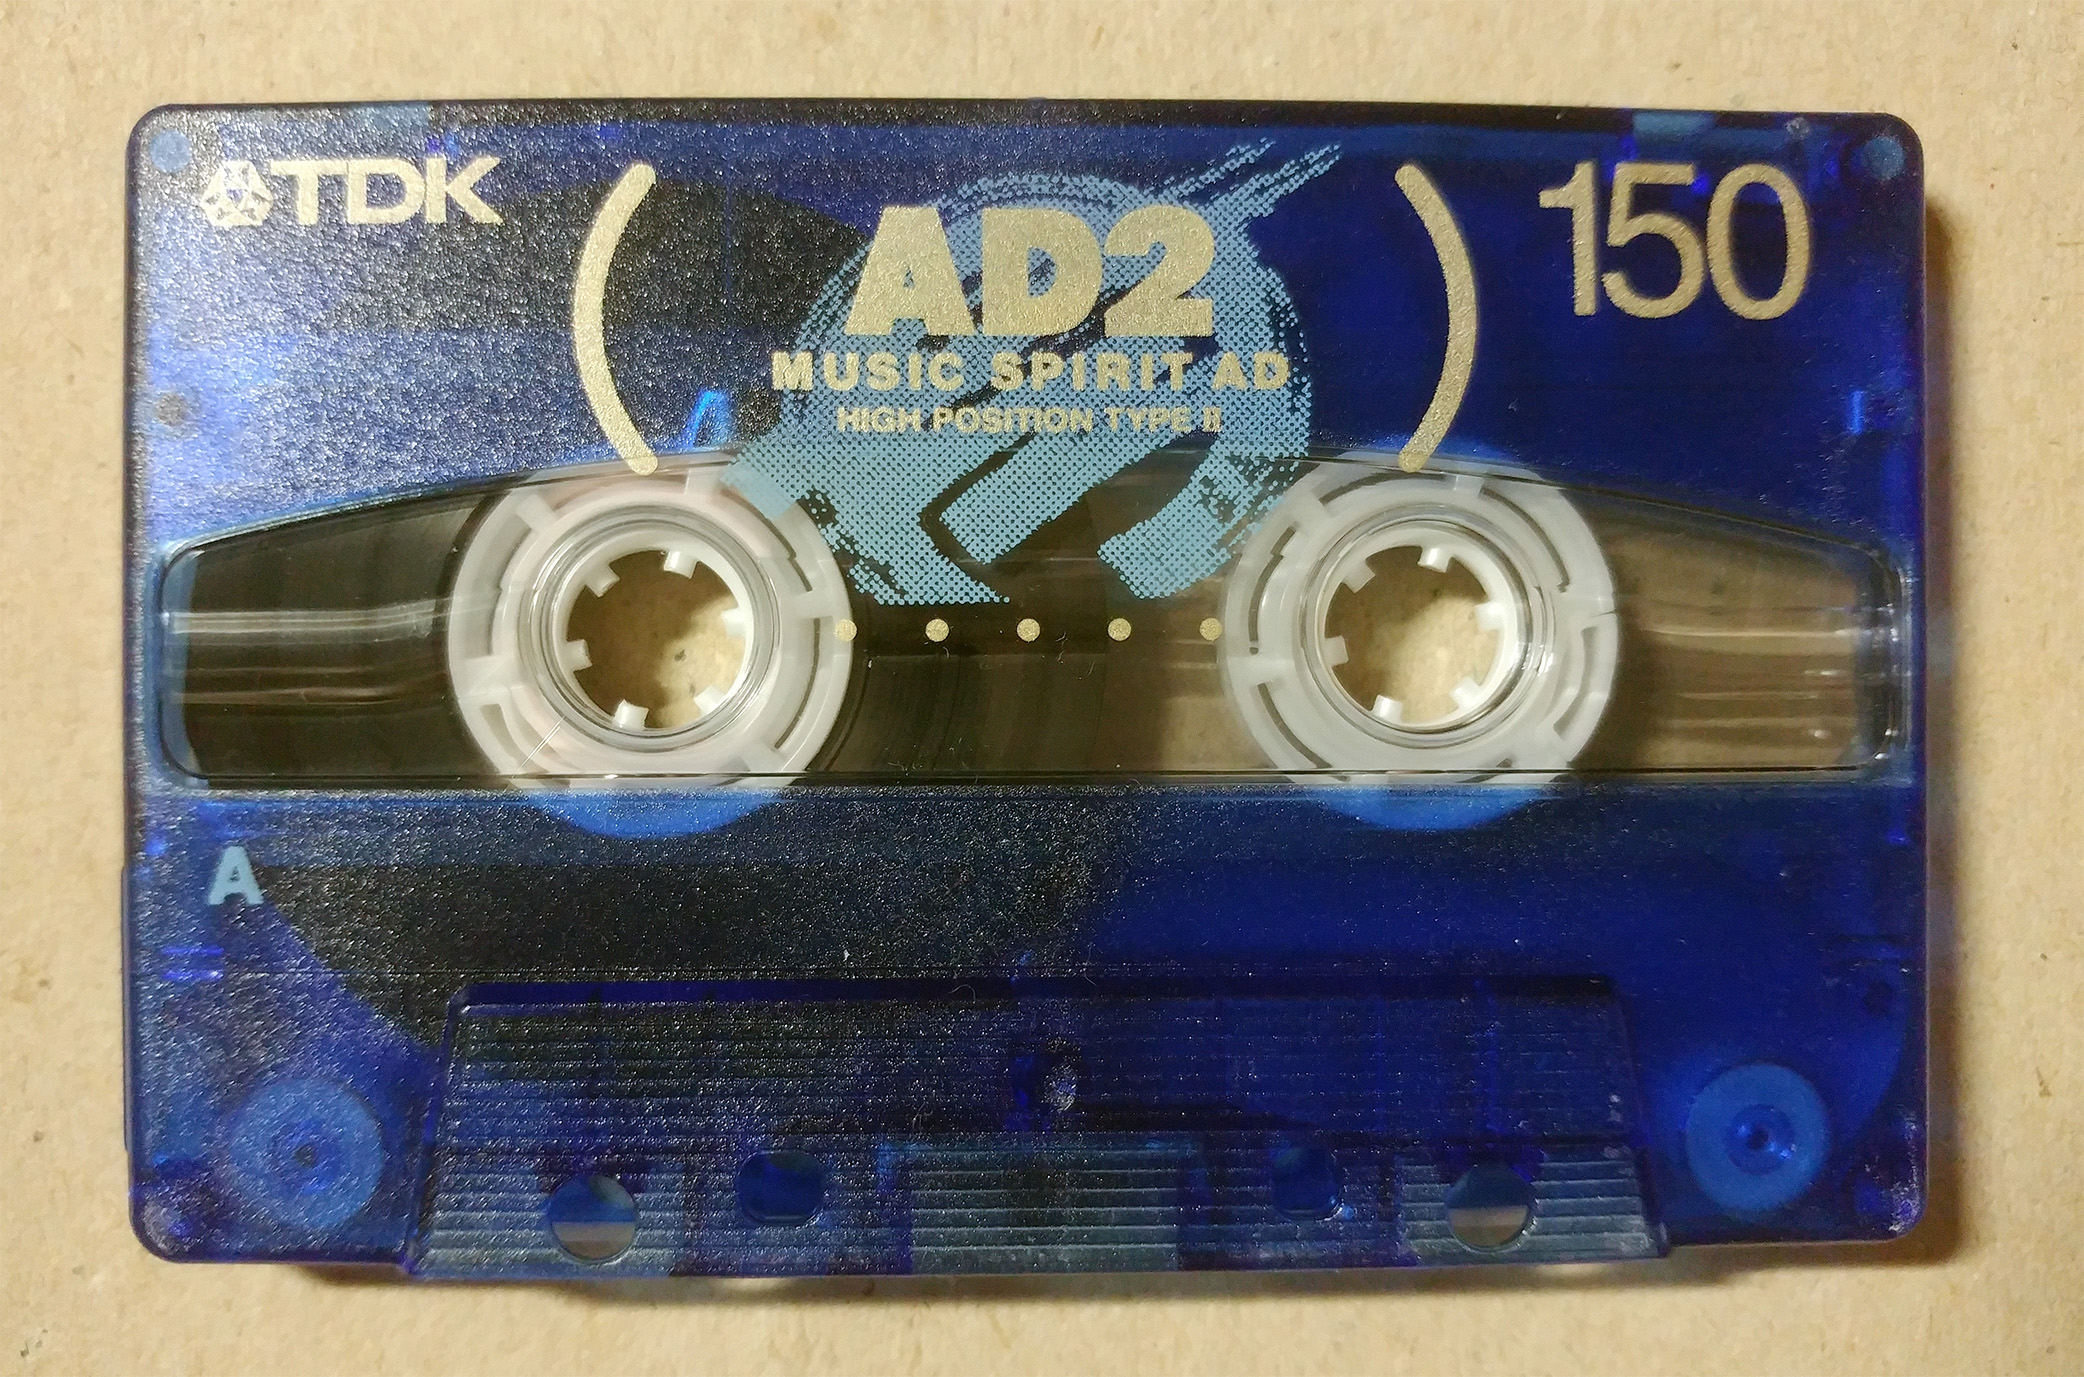 TDK
AD2
150
MUSIC SPIRIT AD
HIGH POSITION TYPE II
A